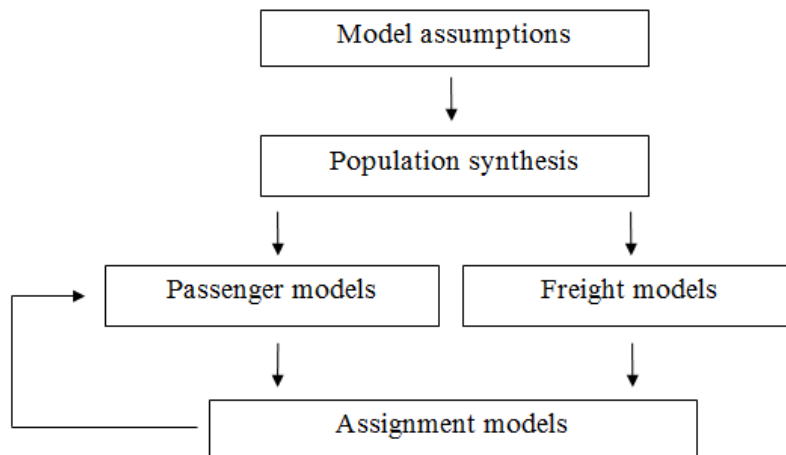 Model assumptions
Population synthesis
Passenger models
Freight models
Assignment models